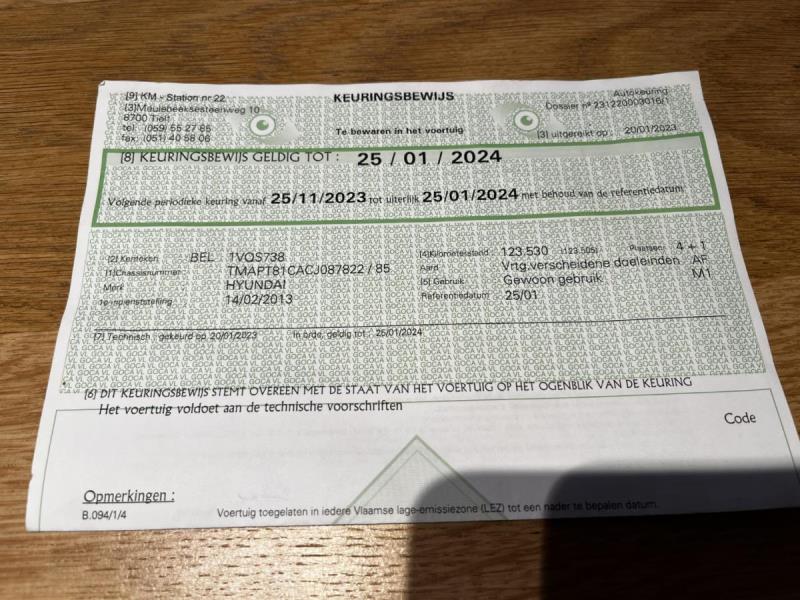 [9] KM - Station nr 22
[3] Meulebeeksesteenweg 10
8700 Tielt
tel: (059) 55 27 85
fax: (051) 40 58 06
KEURINGSBEWIJS
Te bewaren in het voertuig
Autokeuring
Dossier nº 231220003016/1
[3] uitgereikt op : 20/01/2023
[8] KEURINGSBEWIJS GELDIG TOT : 25 / 01 / 2024
Volgende periodieke keuring vanaf 25/11/2023 tot uiterlijk 25/01/2024 met behoud van de referentiedatum
[2] Kenteken BEL 1VQS738
[1] Chassisnummer : TMAPT81CACJ087822 / 85
Merk HYUNDAI
Te-indienststelling 14/02/2013
[4] Kilometerstand 123.530 (123.505) Plaatsen: 4 + 1
Aard Vrtg.verscheidene doeleinden AF
[5] Gebruik Gewoon gebruik M1
Referentiedatum 25/01
[7] Technisch : gekeurd op 20/01/2023 In orde, geldig tot : 25/01/2024
[6] DIT KEURINGSBEWIJS STEMT OVEREEN MET DE STAAT VAN HET VOERTUIG OP HET OGENBLIK VAN DE KEURING
Het voertuig voldoet aan de technische voorschriften
Code
Opmerkingen :
B.094/1/4 Voertuig toegelaten in iedere Vlaamse lage-emissiezone (LEZ) tot een nader te bepalen datum.